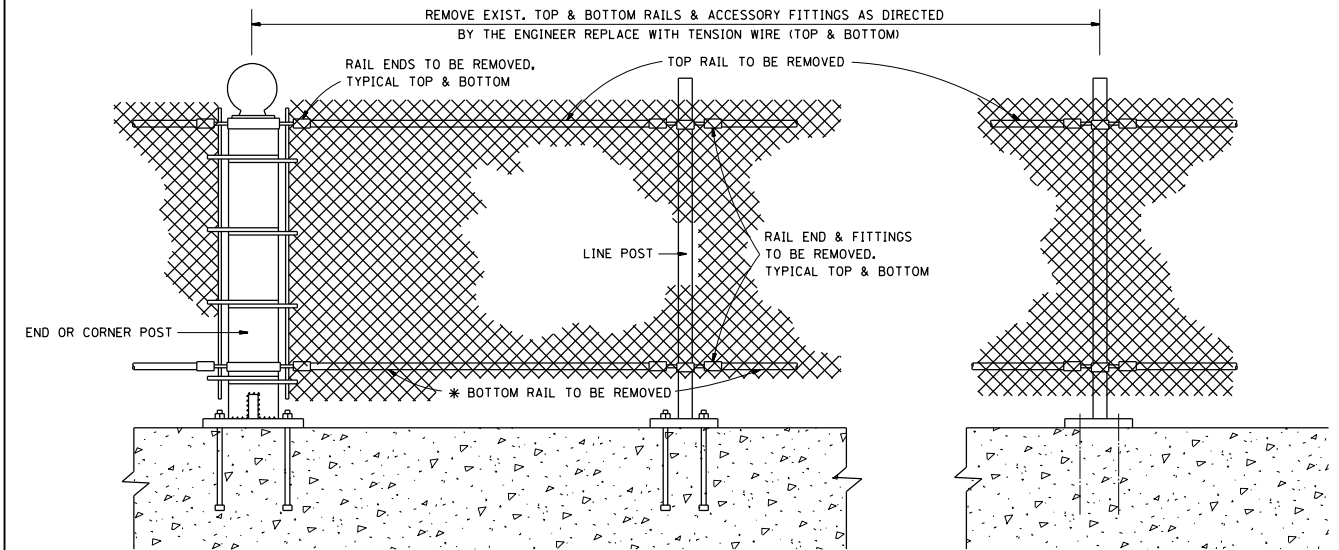 REMOVE EXIST. TOP & BOTTOM RAILS & ACCESSORY FITTINGS AS DIRECTED
BY THE ENGINEER REPLACE WITH TENSION WIRE (TOP & BOTTOM)
RAIL ENDS TO BE REMOVED,
TYPICAL TOP & BOTTOM
TOP RAIL TO BE REMOVED
LINE POST
RAIL END & FITTINGS
TO BE REMOVED.
TYPICAL TOP & BOTTOM
END OR CORNER POST
* BOTTOM RAIL TO BE REMOVED